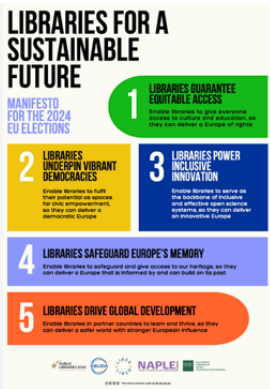 LIBRARIES FOR A
SUSTAINABLE
FUTURE
MANIFESTO
FOR THE 2024
EU ELECTIONS
1
LIBRARIES GUARANTEE
EQUITABLE ACCESS
Enable libraries to give everyone
access to culture and education, so
they can deliver a Europe of rights
2
LIBRARIES
UNDERPIN VIBRANT
DEMOCRACIES
Enable libraries to fulfil
their potential as spaces
for civic empowerment,
so they can deliver a
democratic Europe
3
LIBRARIES POWER
INCLUSIVE
INNOVATION
Enable libraries to serve as
the backbone of inclusive
and effective open science
systems, so they can deliver
an innovative Europe
4
LIBRARIES SAFEGUARD EUROPE'S MEMORY
Enable libraries to safeguard and give access to our heritage, so they
can deliver a Europe that is informed by and can build on its past
5
LIBRARIES DRIVE GLOBAL DEVELOPMENT
Enable libraries in partner countries to learn and thrive, so they
can deliver a safer world with stronger European influence
PUBLIC
LIBRARIES 2030
EBLIDA
LIBER
NAPLE